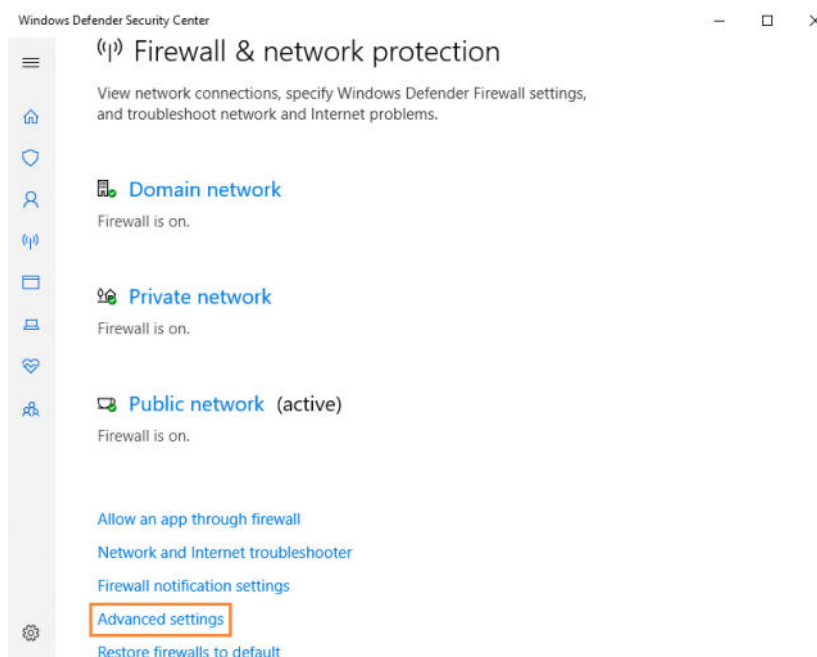 Windows Defender Security Center
Firewall & network protection
View network connections, specify Windows Defender Firewall settings,
and troubleshoot network and Internet problems.
Domain network
Firewall is on.
Private network
Firewall is on.
Public network (active)
Firewall is on.
Allow an app through firewall
Network and Internet troubleshooter
Firewall notification settings
Advanced settings
Restore firewalls to default